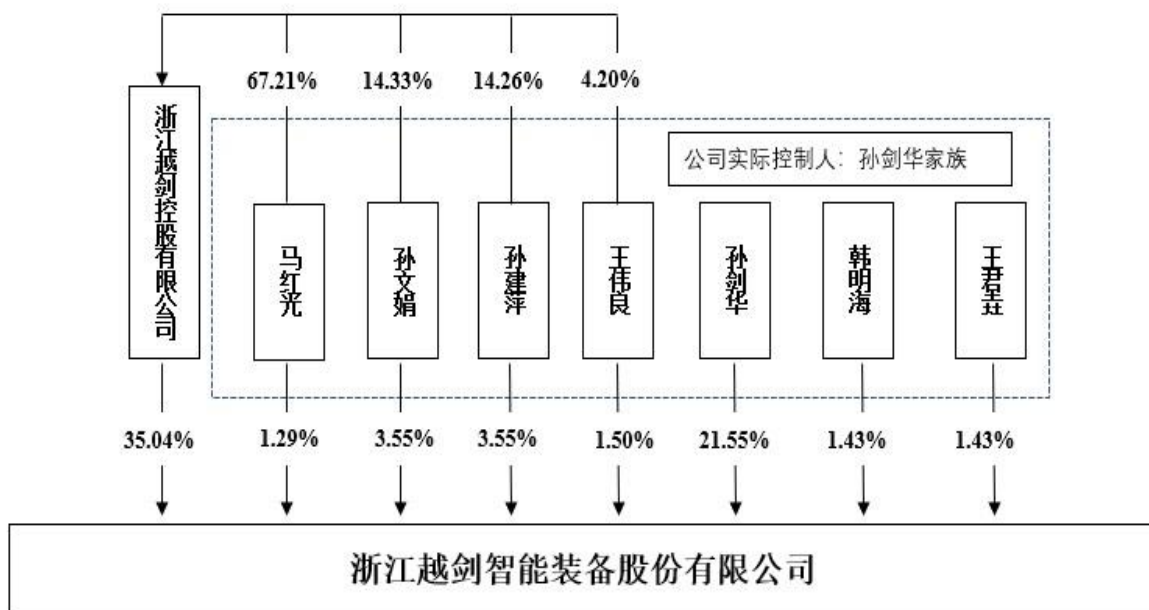 67.21% 14.33% 14.26% 4.20%
浙江越剑控股有限公司
公司实际控制人：孙剑华家族
马红光
孙文娟
孙建萍
王伟良
孙剑华
韩明海
王君垚
35.04% 1.29% 3.55% 3.55% 1.50% 21.55% 1.43% 1.43%
浙江越剑智能装备股份有限公司